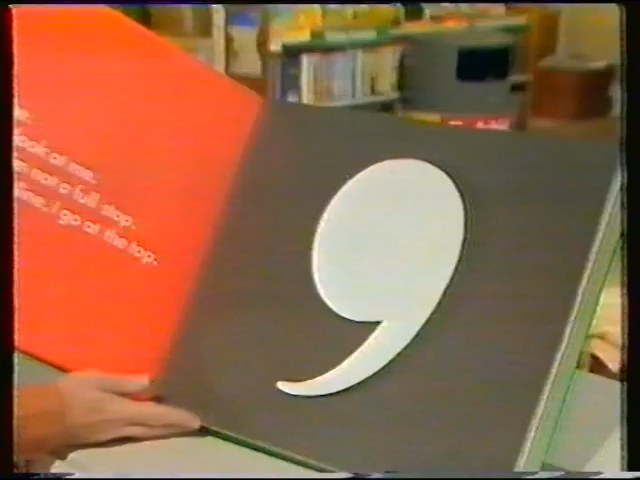 look at me.
not a full stop.
line, I go at the top.
’